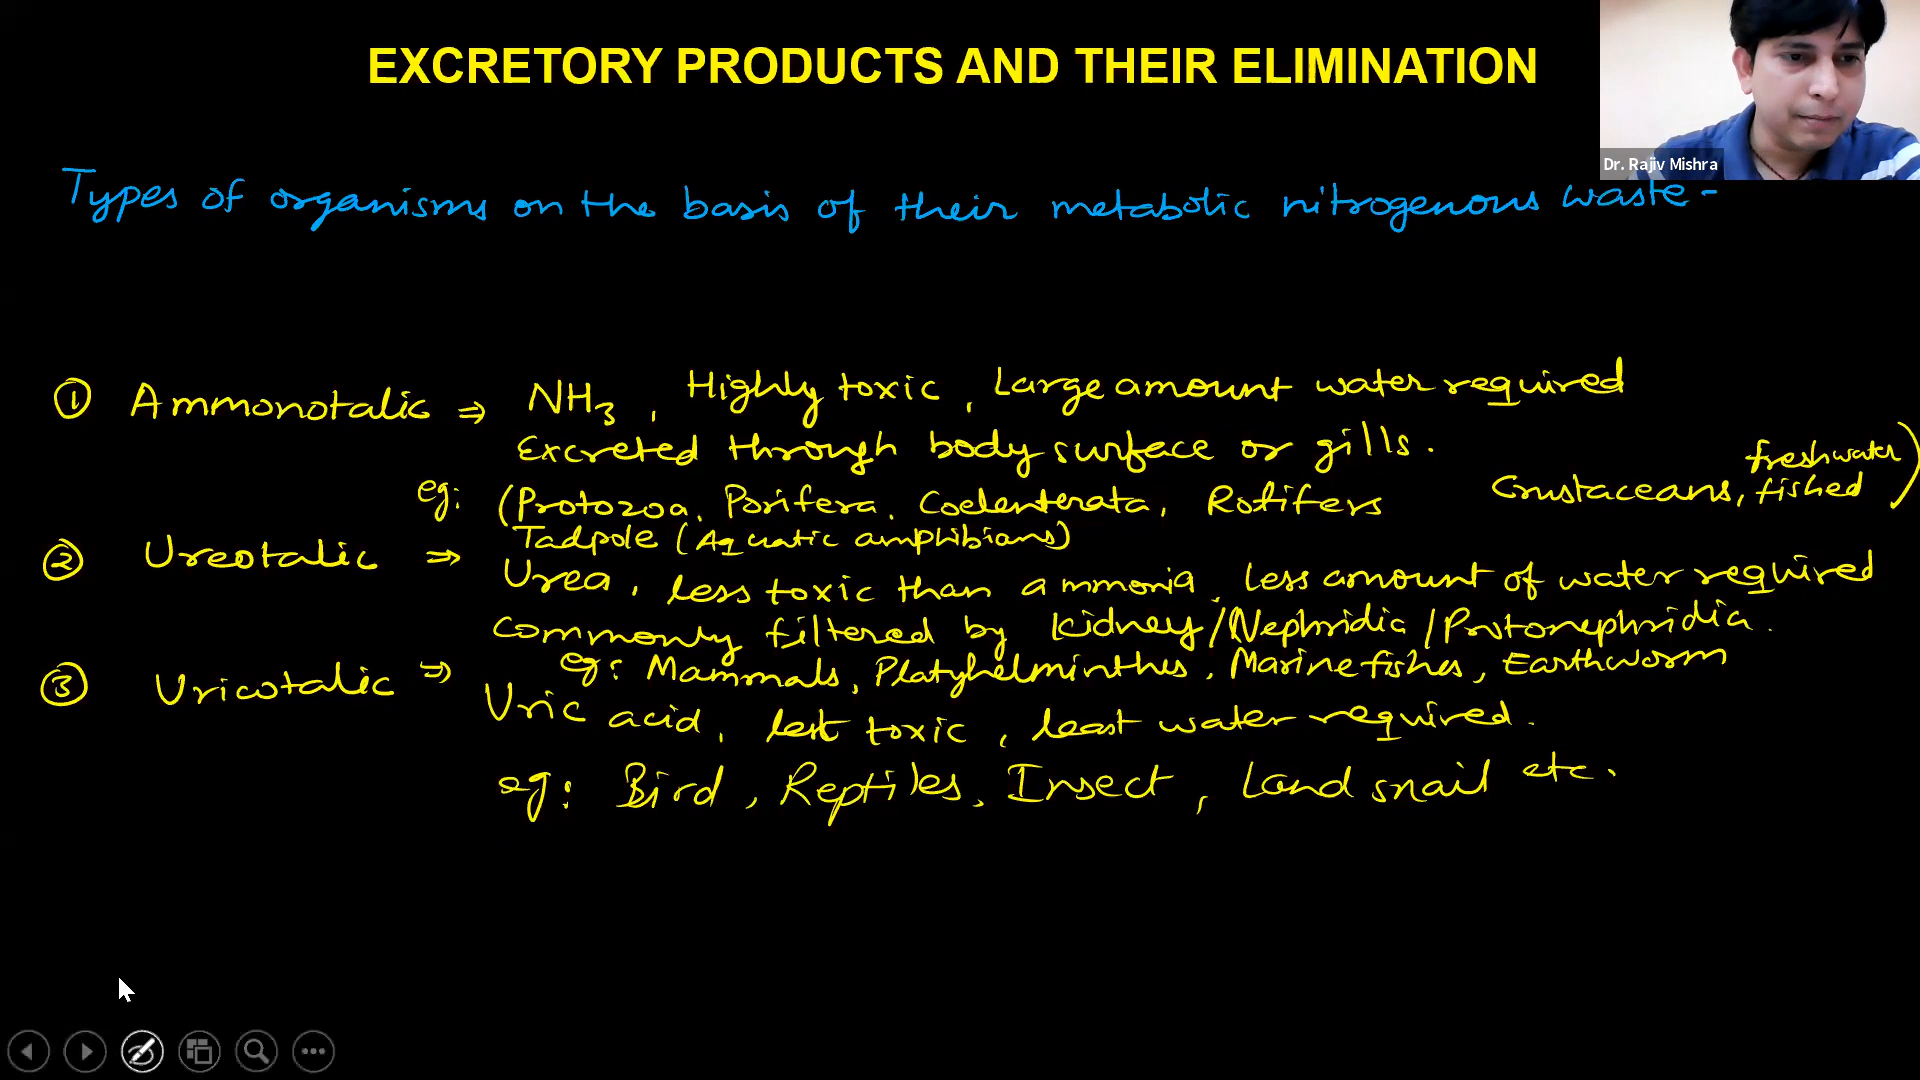 EXCRETORY PRODUCTS AND THEIR ELIMINATION
Dr. Rajiv Mishra
Types of organisms on the basis of their metabolic nitrogenous waste -
① Ammonotalic ⇒ NH3, Highly toxic, Large amount water required
Excreted through body surface or gills.
eg: (Protozoa, Porifera, Coelenterata, Rotifers Crustaceans, freshwater fished)
Tadpole (Aquatic amphibians)
② Ureotalic ⇒ Urea, less toxic than ammonia, less amount of water required
commonly filtered by kidney/Nephridia/Protonephridia.
eg: Mammals, Platyhelminthes, Marine fishes, Earthworm
③ Uricotalic ⇒ Uric acid, lest toxic, least water required.
eg: Bird, Reptiles, Insect, Land snail etc.